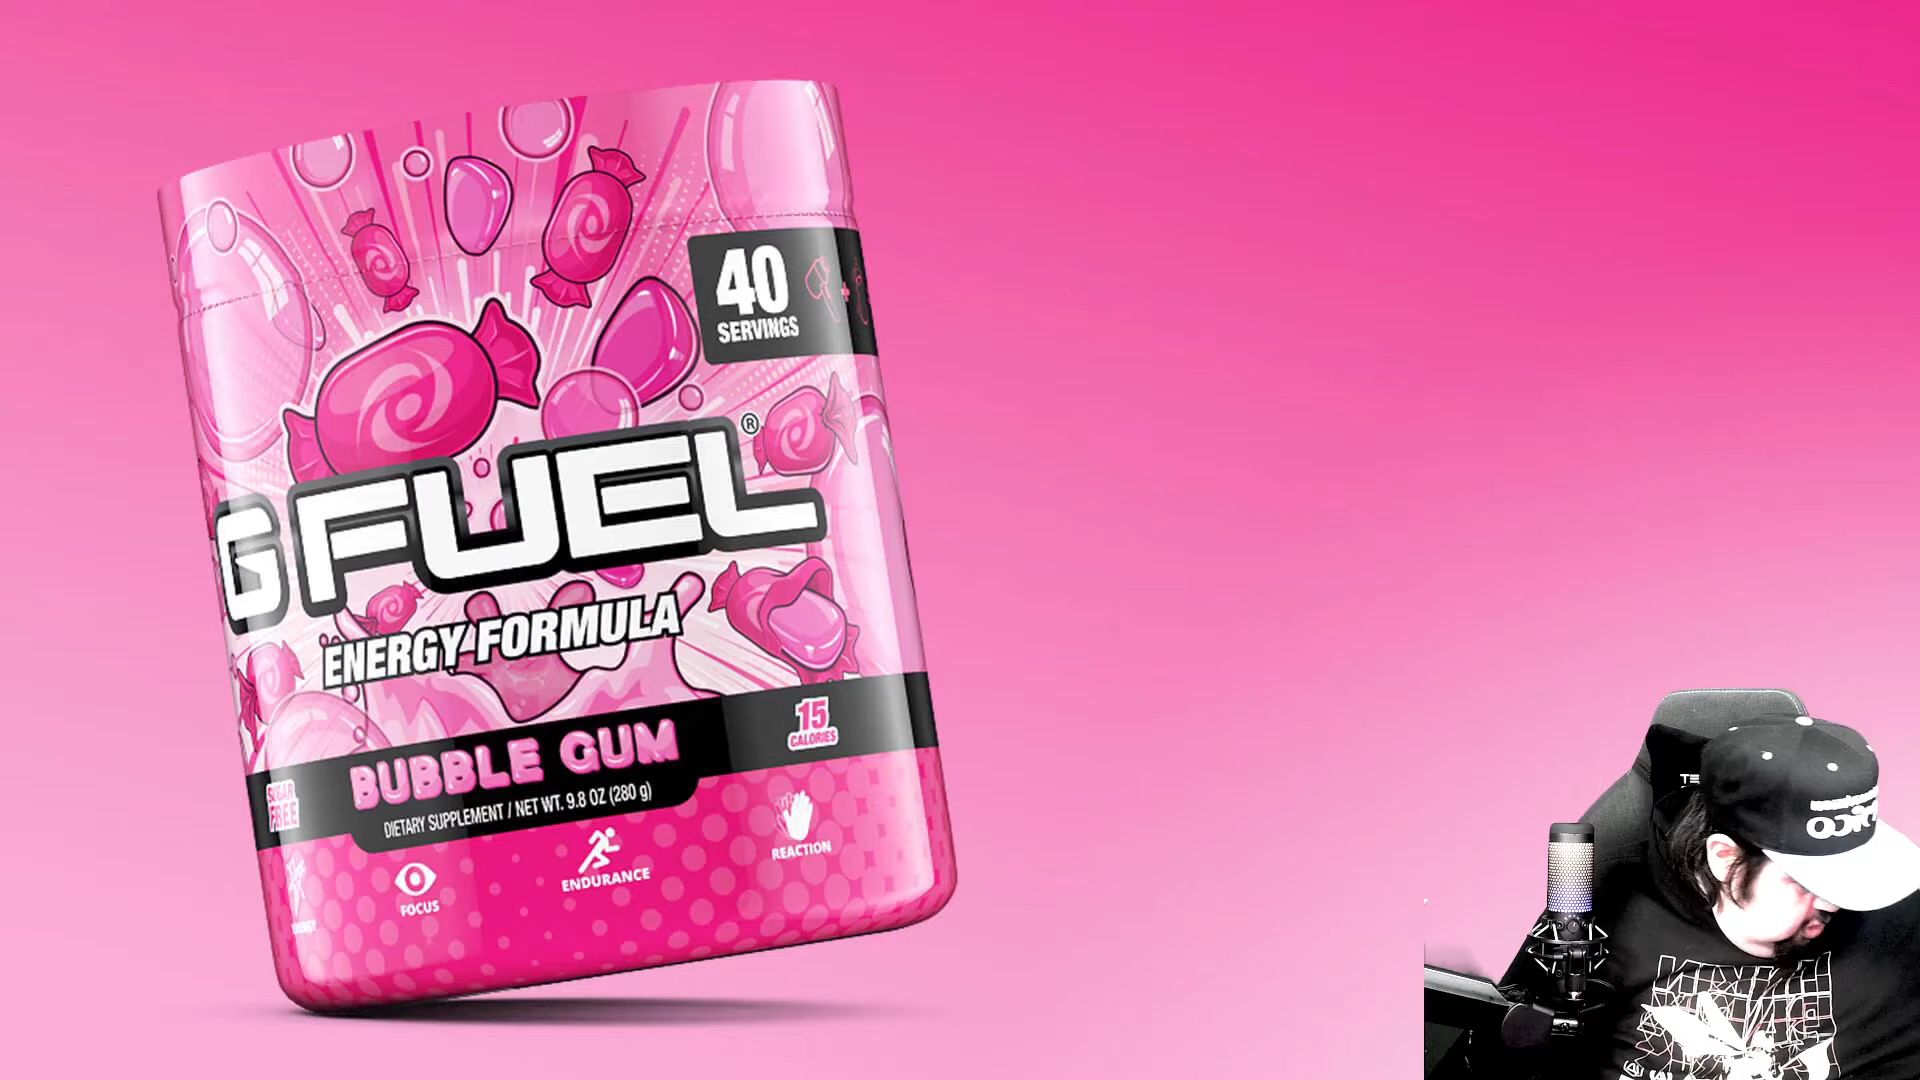 40
SERVINGS
G FUEL®
ENERGY FORMULA
15
CALORIES
BUBBLE GUM
SUGAR
FREE
DIETARY SUPPLEMENT / NET WT. 9.8 OZ (280 g)
REACTION
ENDURANCE
FOCUS
ENERGY